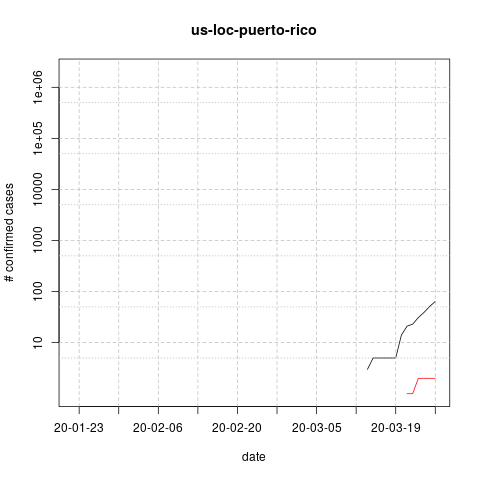 us-loc-puerto-rico
# confirmed cases
1e+06
1e+05
10000
1000
100
10
20-01-23 20-02-06 20-02-20 20-03-05 20-03-19
date